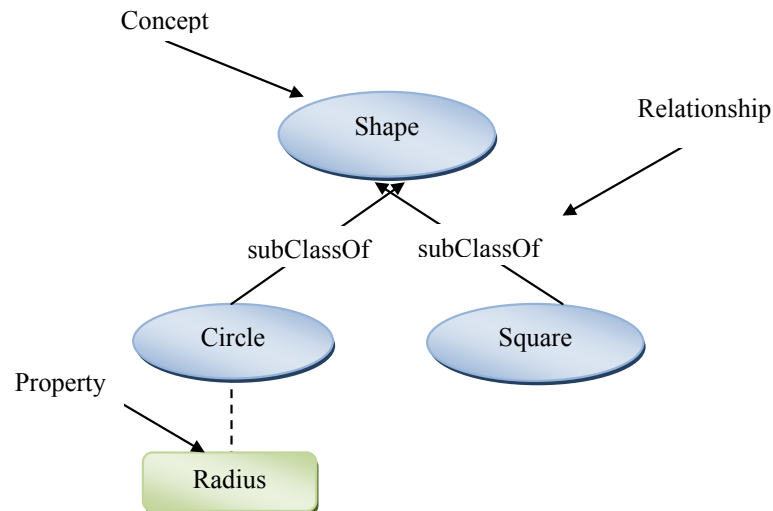 Concept
Shape
Relationship
subClassOf
subClassOf
Circle
Square
Property
Radius